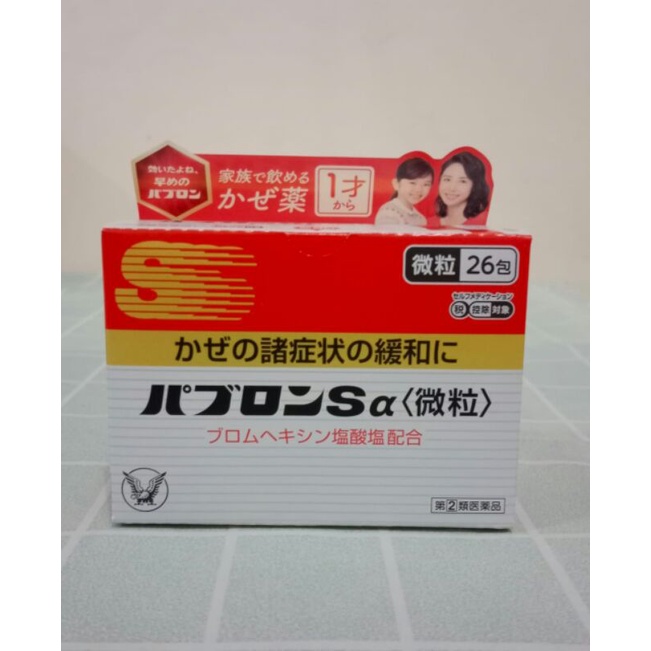 効いたよね、
早めの
パブロン
家族で飲める
かぜ薬
1才
から
S
微粒 26包
セルフメディケーション
税 控除 対象
かぜの諸症状の緩和に
パブロンSα〈微粒〉
ブロムヘキシン塩酸塩配合
第②類医薬品